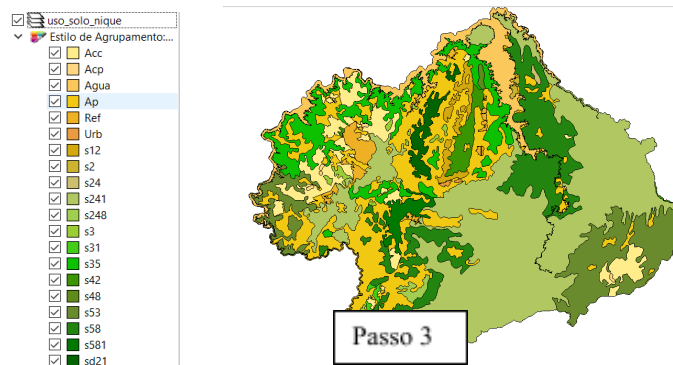 uso_solo_nique
Estilo de Agrupamento:...
Acc
Acp
Agua
Ap
Ref
Urb
s12
s2
s24
s241
s248
s3
s31
s35
s42
s48
s53
s58
s581
sd21
Passo 3